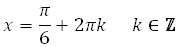 x = π/6 + 2πk   k ∈ ℤ